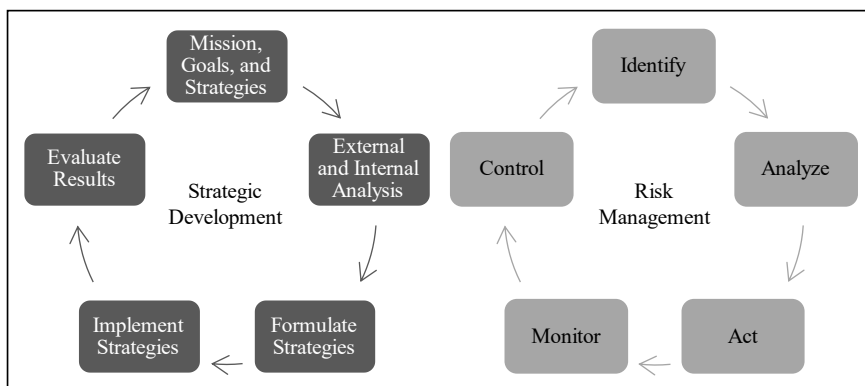 Mission,
Goals, and
Strategies
External
and Internal
Analysis
Formulate
Strategies
Implement
Strategies
Evaluate
Results
Strategic
Development
Identify
Analyze
Act
Monitor
Control
Risk
Management